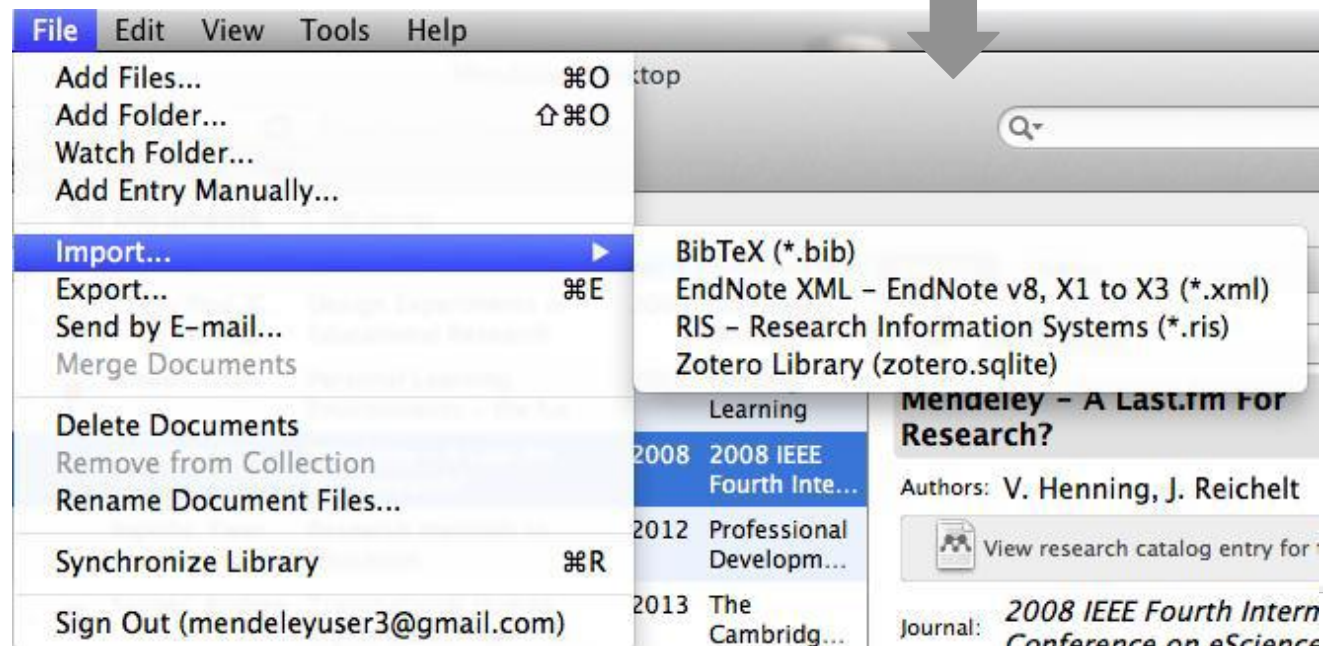 File Edit View Tools Help
Add Files... ⌘O
Add Folder... ⇧⌘O
Watch Folder...
Add Entry Manually...
Import...
Export... ⌘E
Send by E-mail...
Merge Documents
Delete Documents
Remove from Collection
Rename Document Files...
Synchronize Library ⌘R
Sign Out (mendeleyuser3@gmail.com)
ktop
BibTeX (*.bib)
EndNote XML – EndNote v8, X1 to X3 (*.xml)
RIS – Research Information Systems (*.ris)
Zotero Library (zotero.sqlite)
Learning
2008 2008 IEEE
Fourth Inte...
2012 Professional
Developm...
2013 The
Cambridg...
Mendeley – A Last.fm For
Research?
Authors: V. Henning, J. Reichelt
View research catalog entry for
Journal: 2008 IEEE Fourth Intern
Conference on eScience